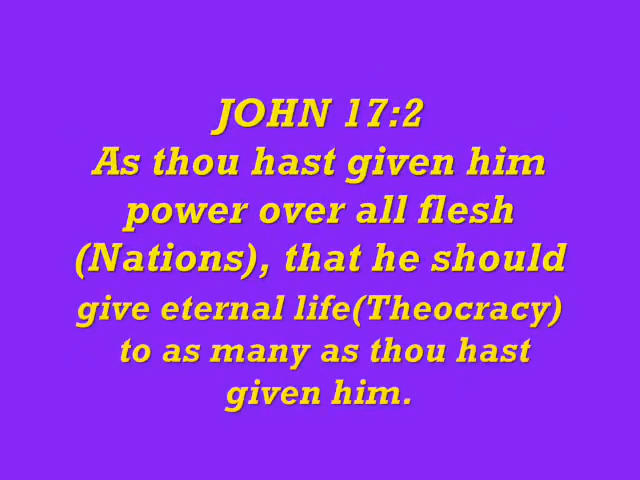 JOHN 17:2
As thou hast given him
power over all flesh
(Nations), that he should
give eternal life(Theocracy)
to as many as thou hast
given him.